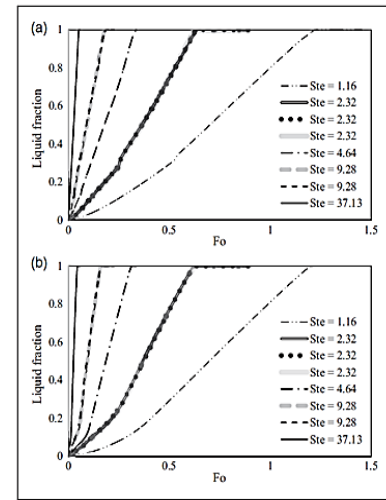 (a)
1
0.8
0.6
0.4
0.2
0
Liquid fraction
0
0.5
1
1.5
Fo
Ste = 1.16
Ste = 2.32
Ste = 2.32
Ste = 2.32
Ste = 4.64
Ste = 9.28
Ste = 9.28
Ste = 37.13
(b)
1
0.8
0.6
0.4
0.2
0
Liquid fraction
0
0.5
1
1.5
Fo
Ste = 1.16
Ste = 2.32
Ste = 2.32
Ste = 2.32
Ste = 4.64
Ste = 9.28
Ste = 9.28
Ste = 37.13